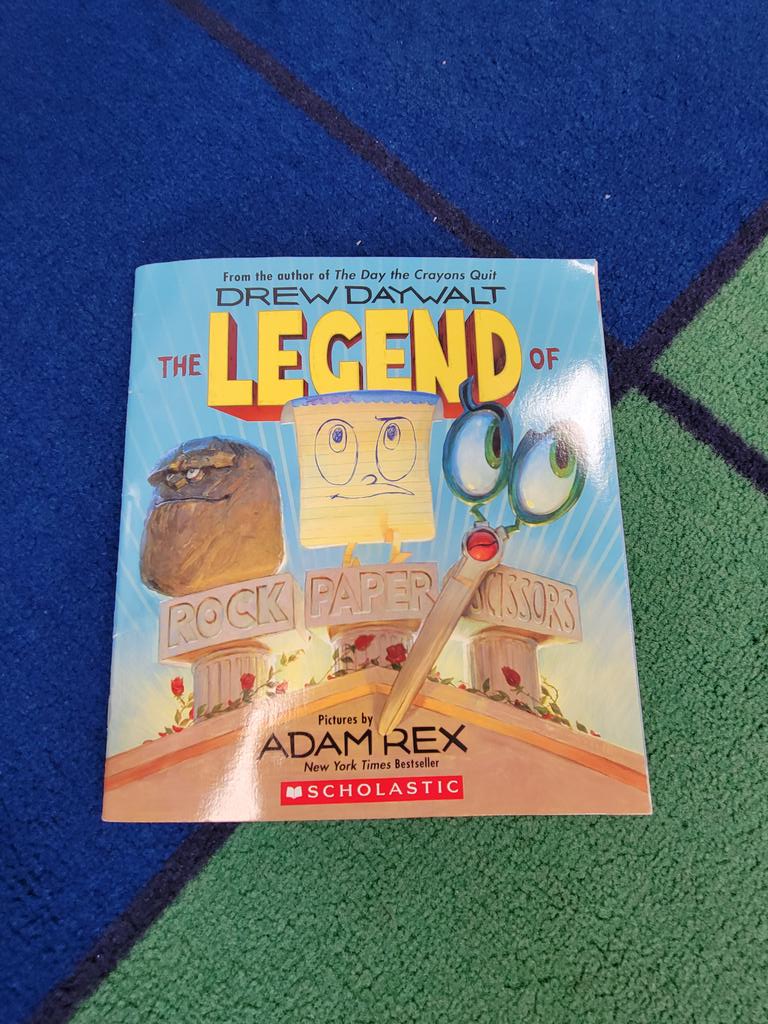 From the author of The Day the Crayons Quit
DREW DAYWALT
THE LEGEND OF
ROCK PAPER SCISSORS
Pictures by
ADAM REX
New York Times Bestseller
SCHOLASTIC